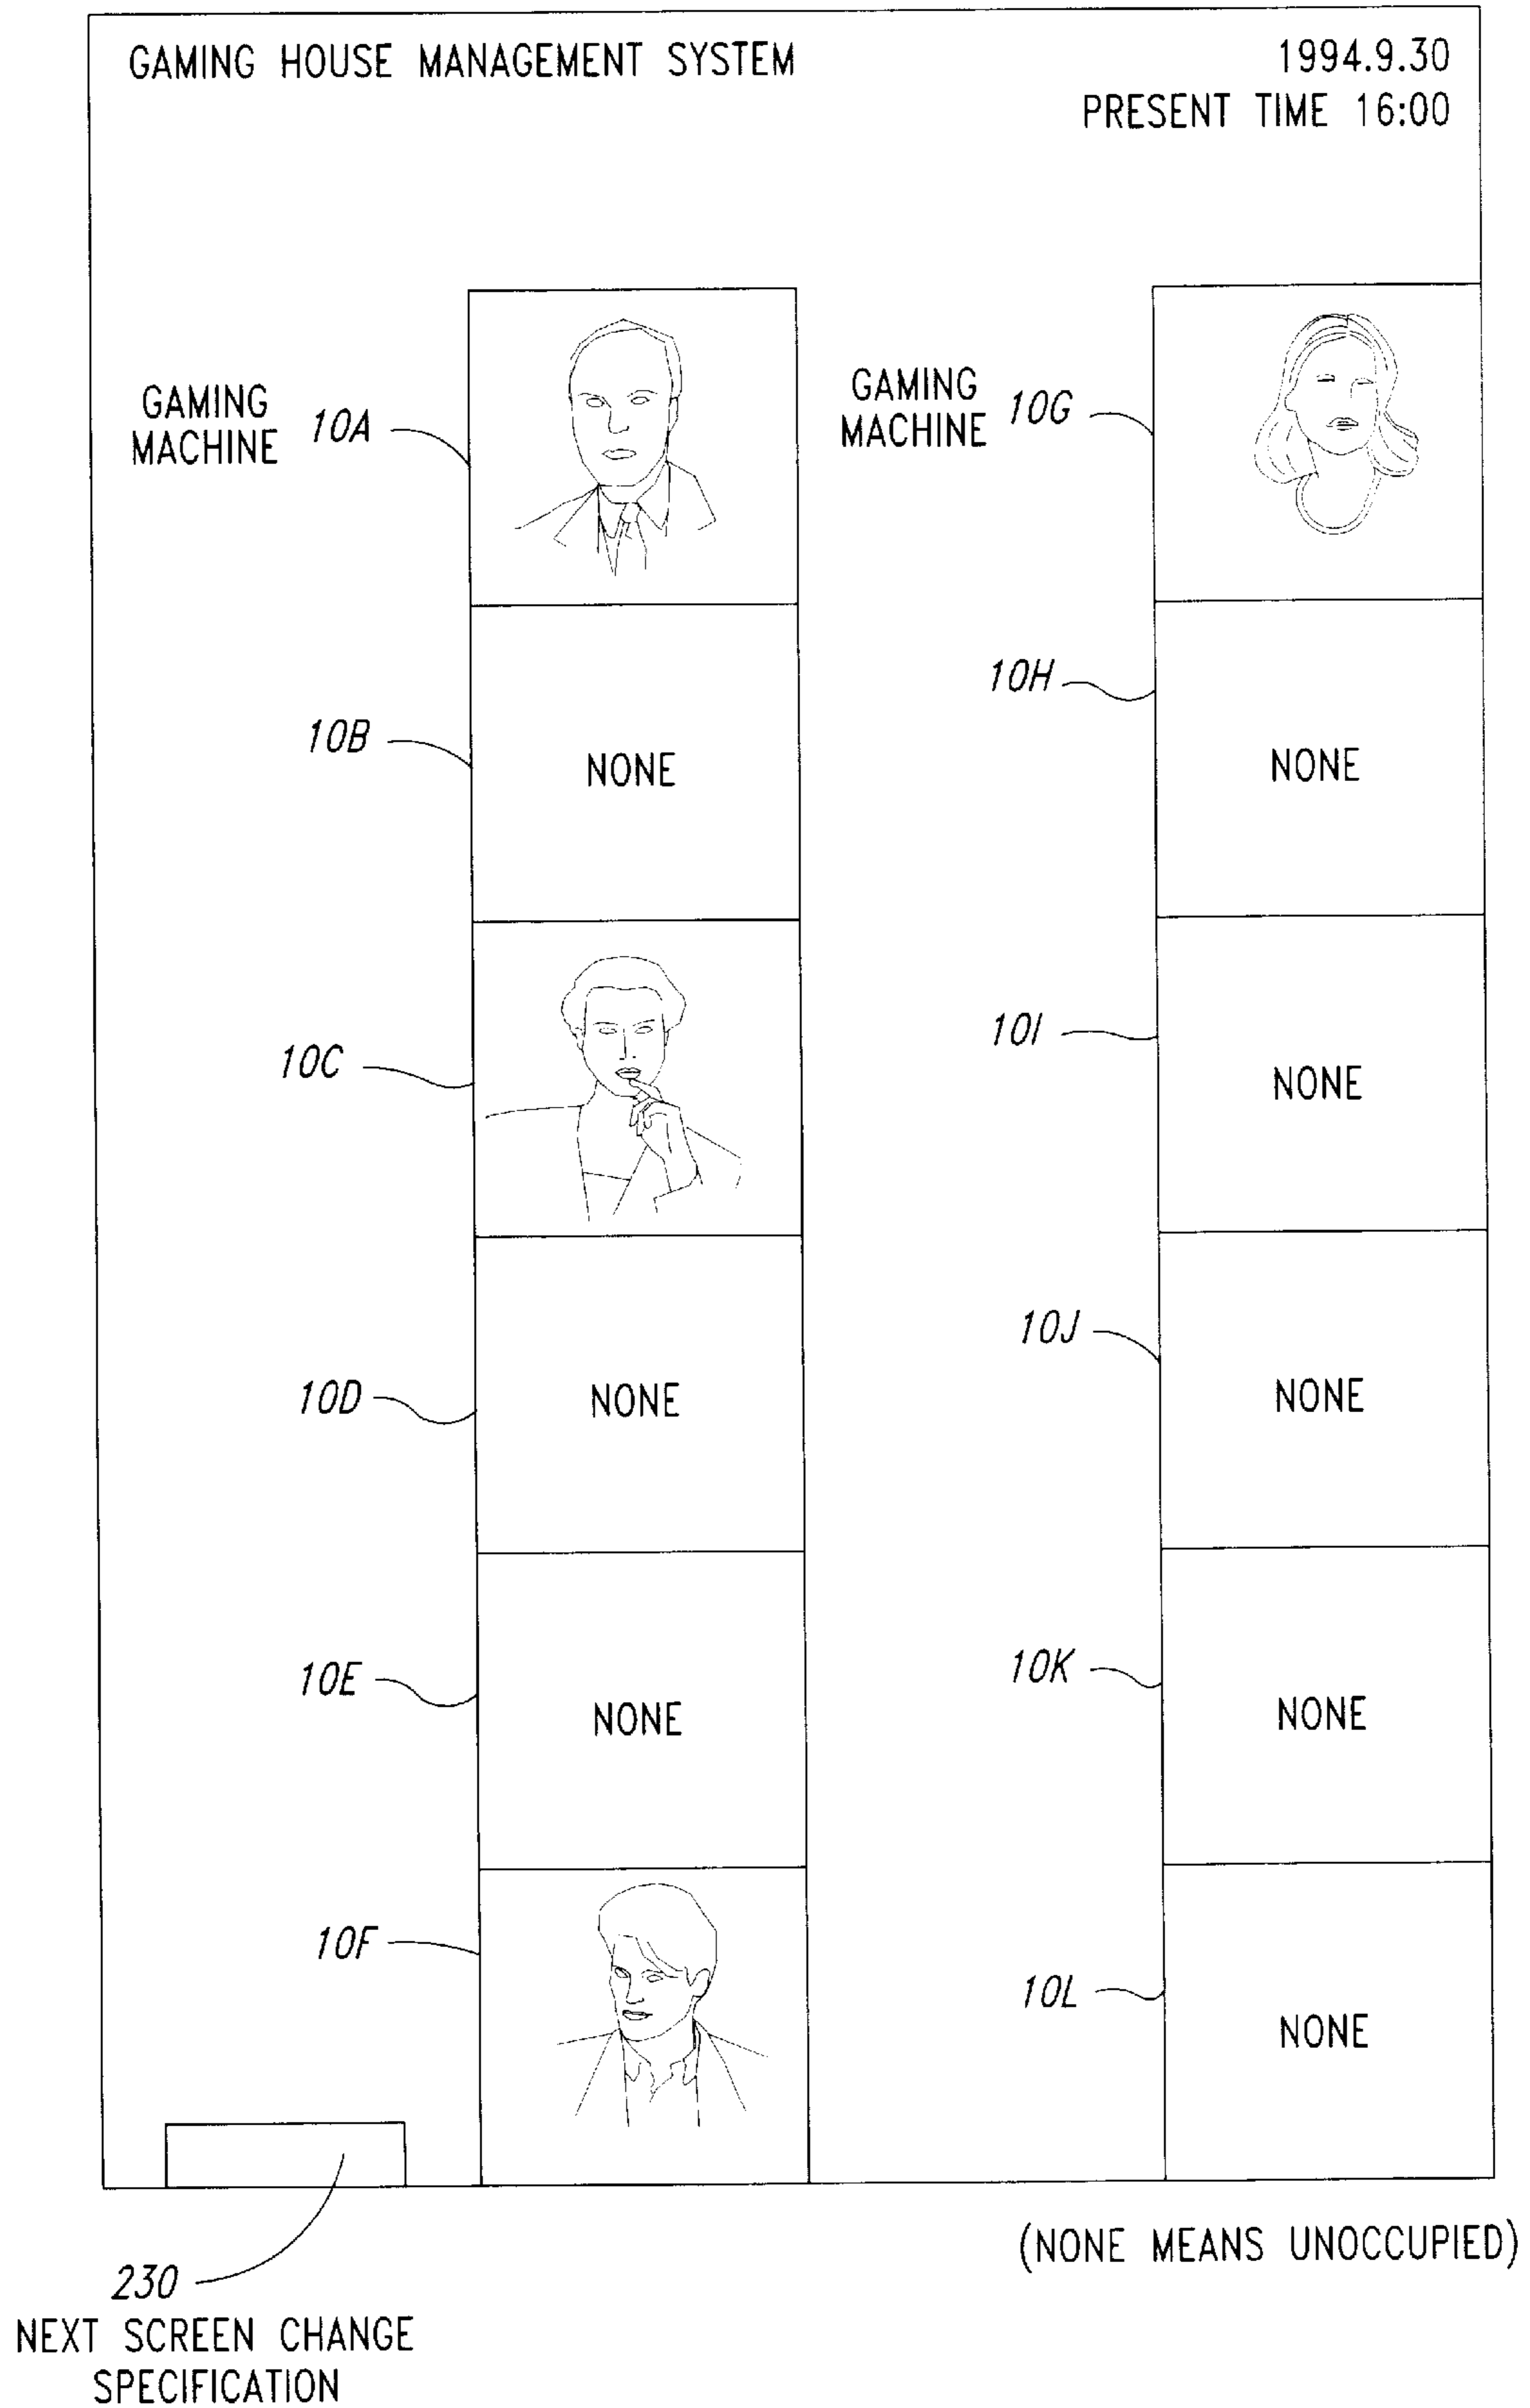 GAMING HOUSE MANAGEMENT SYSTEM
1994.9.30
PRESENT TIME 16:00
GAMING
MACHINE 10A
10B
NONE
10C
10D
NONE
10E
NONE
10F
GAMING
MACHINE 10G
10H
NONE
10I
NONE
10J
NONE
10K
NONE
10L
NONE
(NONE MEANS UNOCCUPIED)
230
NEXT SCREEN CHANGE
SPECIFICATION